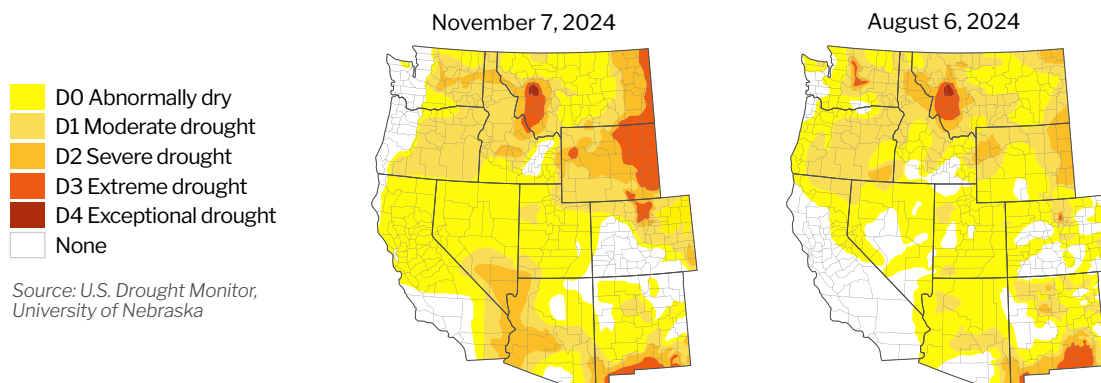 November 7, 2024
August 6, 2024
D0 Abnormally dry
D1 Moderate drought
D2 Severe drought
D3 Extreme drought
D4 Exceptional drought
None
Source: U.S. Drought Monitor,
University of Nebraska